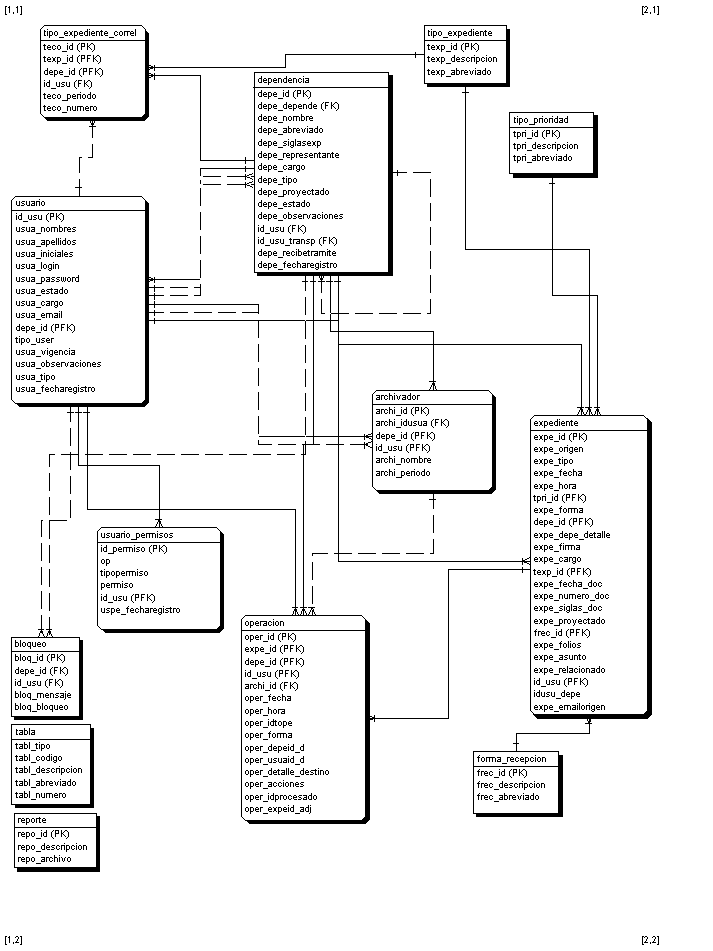 [1,1]
[2,1]
tipo_expediente_correl
teco_id (PK)
texp_id (PFK)
depe_id (PFK)
id_usu (FK)
teco_periodo
teco_numero
tipo_expediente
texp_id (PK)
texp_descripcion
texp_abreviado
dependencia
depe_id (PK)
depe_depende (FK)
depe_nombre
depe_abreviado
depe_siglasexp
depe_representante
depe_cargo
depe_tipo
depe_proyectado
depe_estado
depe_observaciones
id_usu (FK)
id_usu_transp (FK)
depe_recibetramite
depe_fecharegistro
tipo_prioridad
tpri_id (PK)
tpri_descripcion
tpri_abreviado
usuario
id_usu (PK)
usua_nombres
usua_apellidos
usua_iniciales
usua_login
usua_password
usua_estado
usua_cargo
usua_email
depe_id (PFK)
tipo_user
usua_vigencia
usua_observaciones
usua_tipo
usua_fecharegistro
archivador
archi_id (PK)
archi_idusua (FK)
depe_id (PFK)
id_usu (PFK)
archi_nombre
archi_periodo
expediente
expe_id (PK)
expe_origen
expe_tipo
expe_fecha
expe_hora
tpri_id (PFK)
expe_forma
depe_id (PFK)
expe_depe_detalle
expe_firma
expe_cargo
texp_id (PFK)
expe_fecha_doc
expe_numero_doc
expe_siglas_doc
expe_proyectado
frec_id (PFK)
expe_folios
expe_asunto
expe_relacionado
id_usu (PFK)
idusu_depe
expe_emailorigen
usuario_permisos
id_permiso (PK)
op
tipopermiso
permiso
id_usu (PFK)
uspe_fecharegistro
operacion
oper_id (PK)
expe_id (PFK)
depe_id (PFK)
id_usu (PFK)
archi_id (FK)
oper_fecha
oper_hora
oper_idtope
oper_forma
oper_depeid_d
oper_usuaid_d
oper_detalle_destino
oper_acciones
oper_idprocesado
oper_expeid_adj
bloqueo
bloq_id (PK)
depe_id (FK)
id_usu (FK)
bloq_mensaje
bloq_bloqueo
tabla
tabl_tipo
tabl_codigo
tabl_descripcion
tabl_abreviado
tabl_numero
forma_recepcion
frec_id (PK)
frec_descripcion
frec_abreviado
reporte
repo_id (PK)
repo_descripcion
repo_archivo
[1,2]
[2,2]